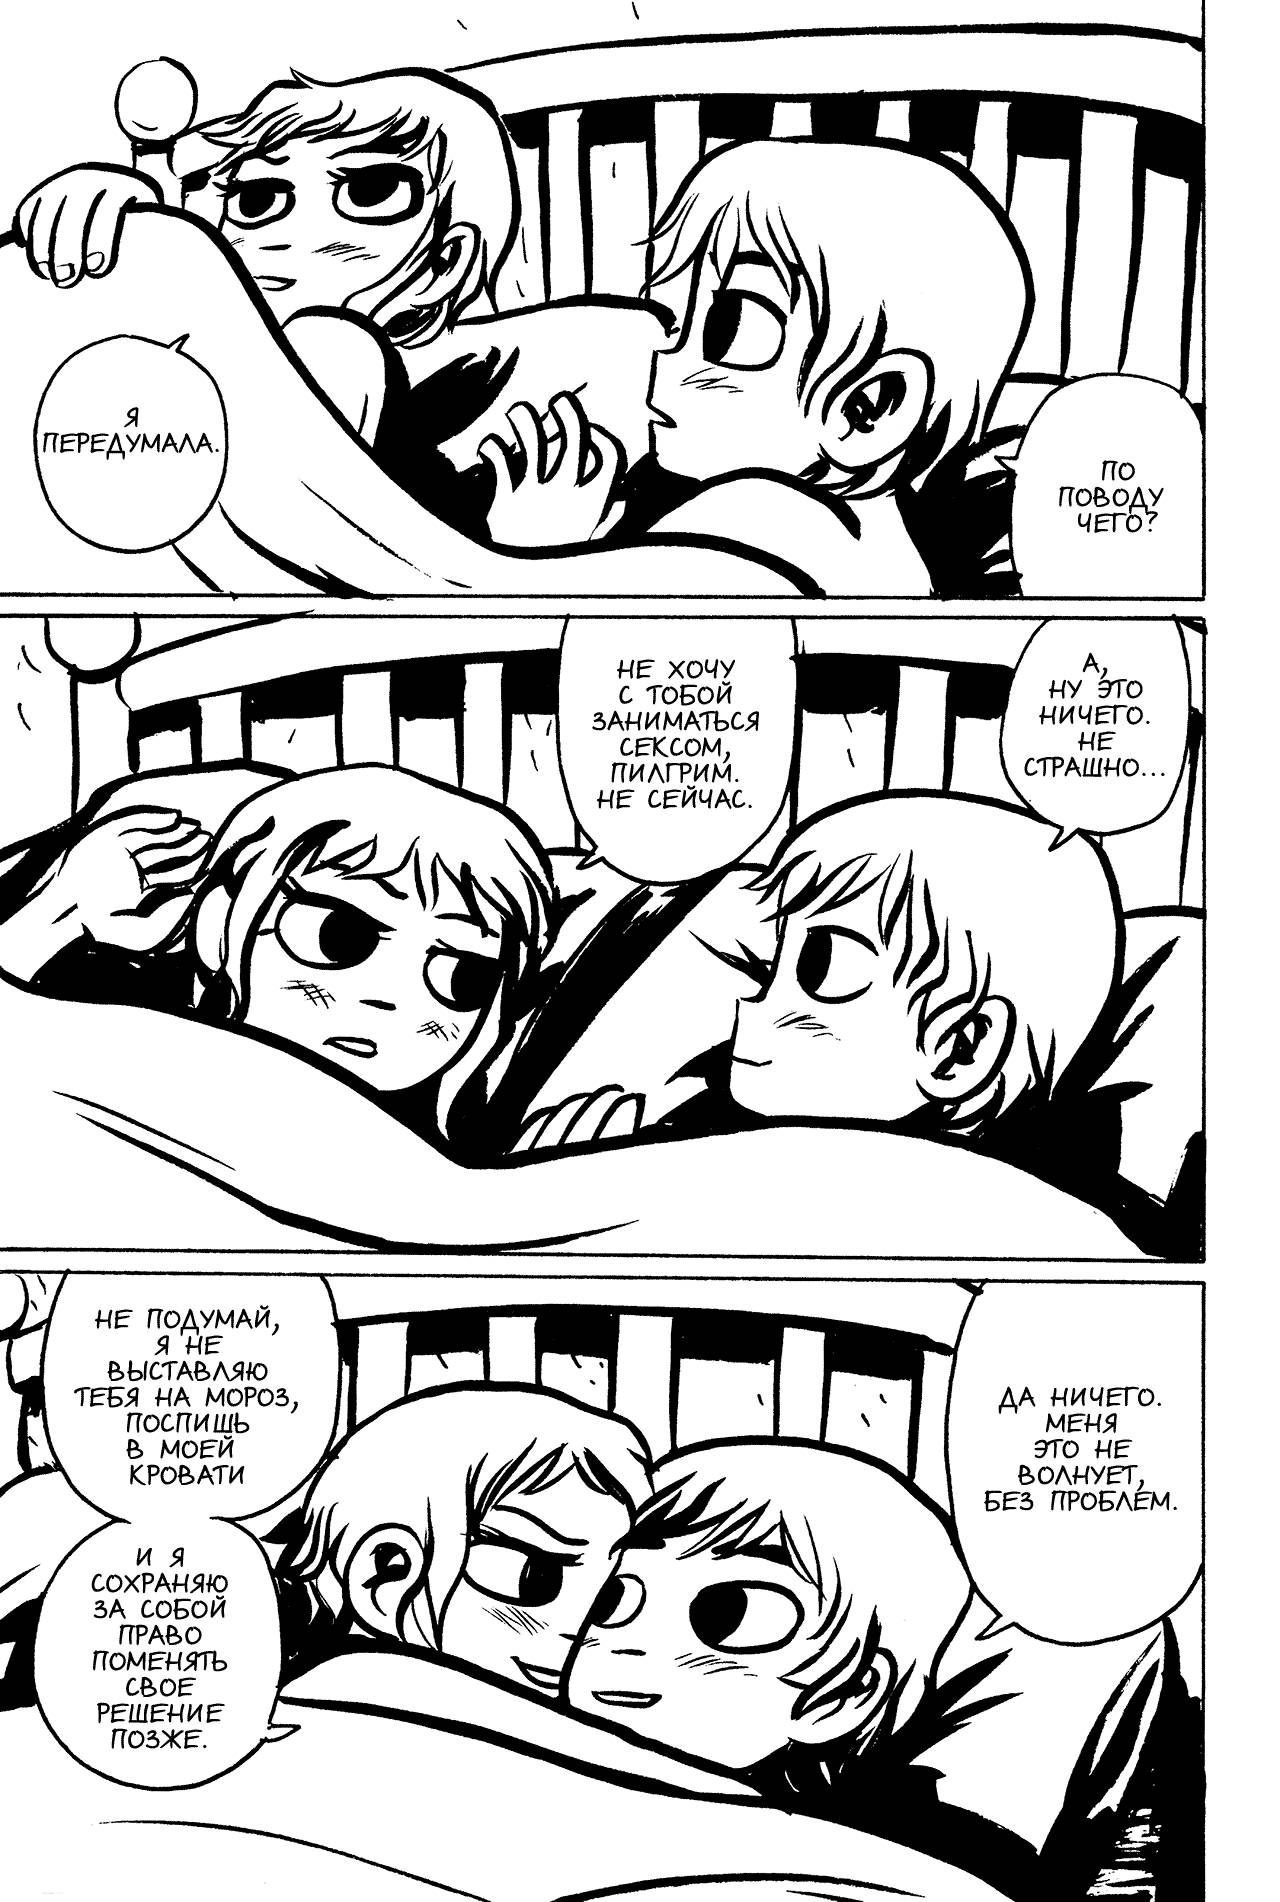 Я
ПЕРЕДУМАЛА.
ПО
ПОВОДУ
ЧЕГО?
НЕ ХОЧУ
С ТОБОЙ
ЗАНИМАТЬСЯ
СЕКСОМ,
ПИЛГРИМ.
НЕ СЕЙЧАС.
А,
НУ ЭТО
НИЧЕГО.
НЕ
СТРАШНО...
НЕ ПОДУМАЙ,
Я НЕ
ВЫСТАВЛЯЮ
ТЕБЯ НА МОРОЗ,
ПОСПИШЬ
В МОЕЙ
КРОВАТИ
И Я
СОХРАНЯЮ
ЗА СОБОЙ
ПРАВО
ПОМЕНЯТЬ
СВОЕ
РЕШЕНИЕ
ПОЗЖЕ.
ДА НИЧЕГО.
МЕНЯ
ЭТО НЕ
ВОЛНУЕТ,
БЕЗ ПРОБЛЕМ.